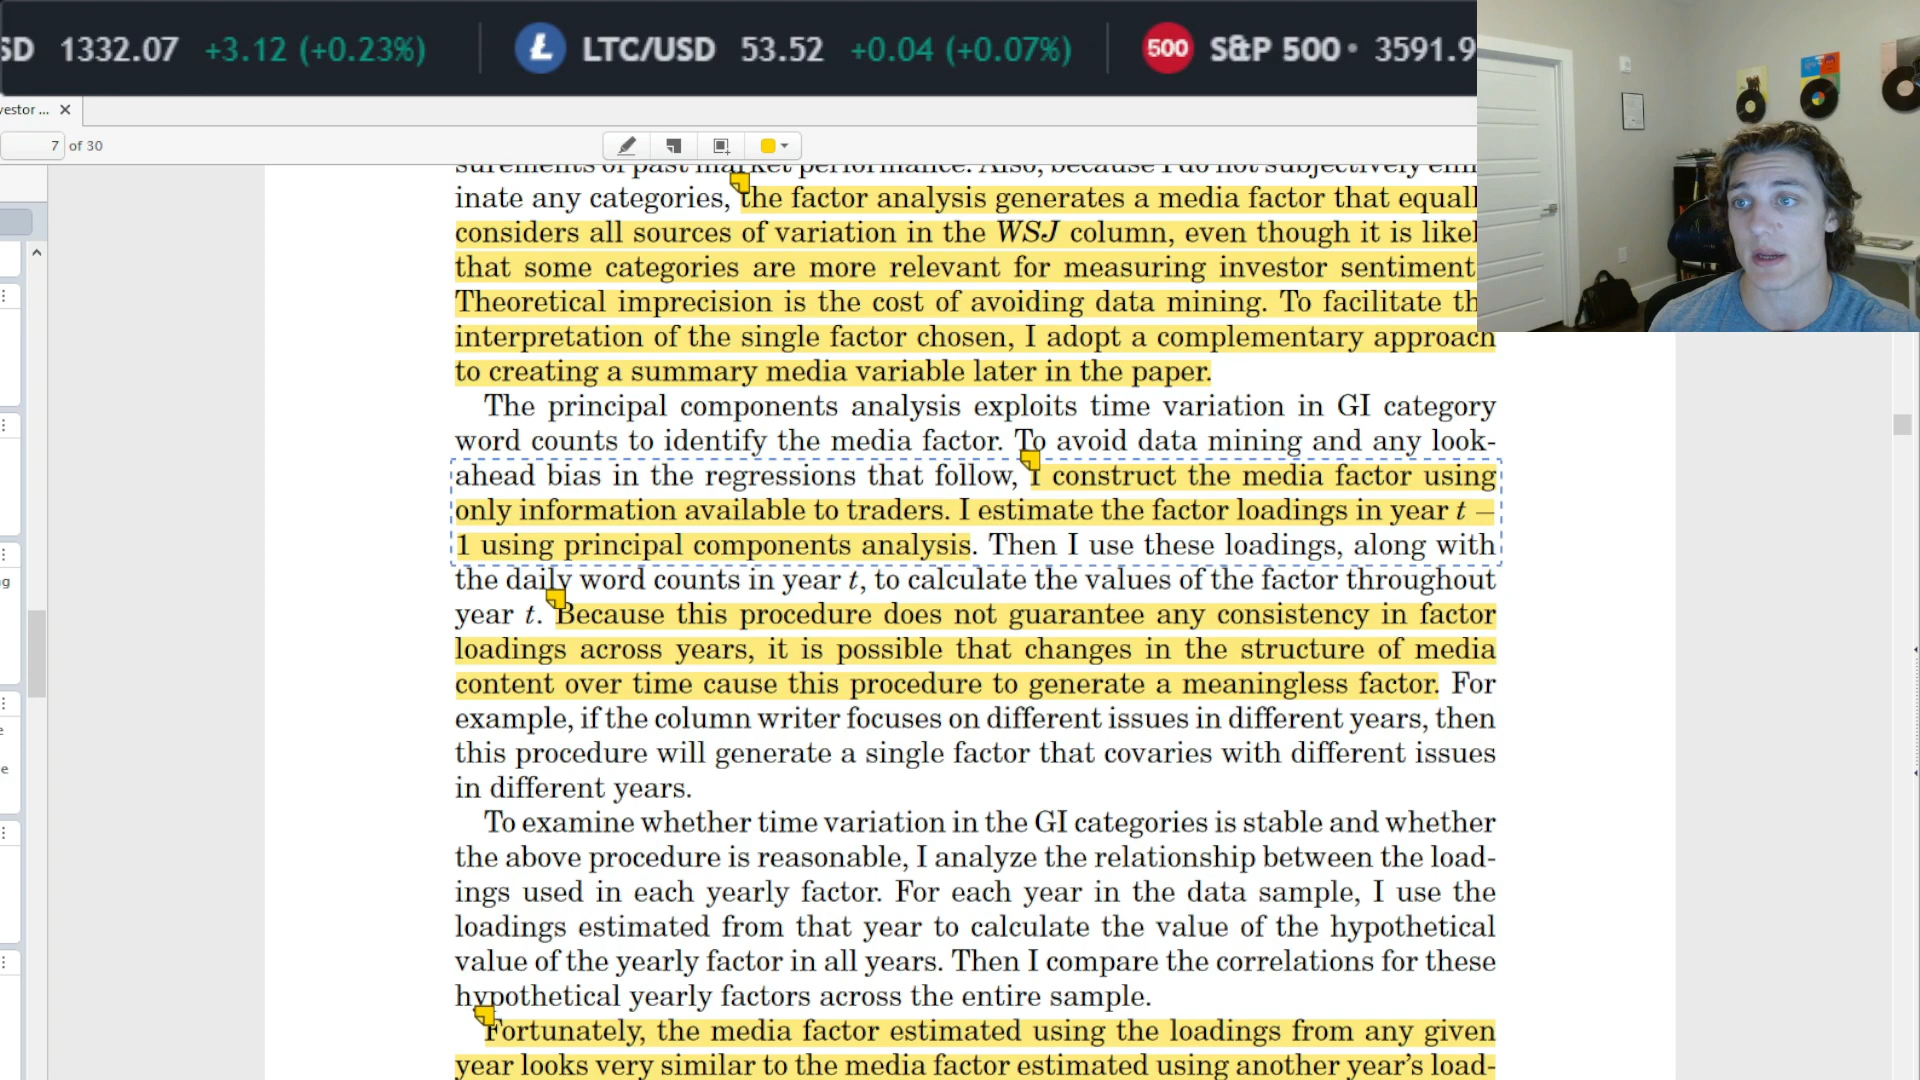 SD 1332.07 +3.12 (+0.23%) LTC/USD 53.52 +0.04 (+0.07%) 500 S&P 500 • 3591.9
vestor ...
7 of 30
surements of past market performance. Also, because I do not subjectively elim
inate any categories, the factor analysis generates a media factor that equall
considers all sources of variation in the WSJ column, even though it is likel
that some categories are more relevant for measuring investor sentiment.
Theoretical imprecision is the cost of avoiding data mining. To facilitate th
interpretation of the single factor chosen, I adopt a complementary approach
to creating a summary media variable later in the paper.
The principal components analysis exploits time variation in GI category
word counts to identify the media factor. To avoid data mining and any look-
ahead bias in the regressions that follow, I construct the media factor using
only information available to traders. I estimate the factor loadings in year t –
1 using principal components analysis. Then I use these loadings, along with
the daily word counts in year t, to calculate the values of the factor throughout
year t. Because this procedure does not guarantee any consistency in factor
loadings across years, it is possible that changes in the structure of media
content over time cause this procedure to generate a meaningless factor. For
example, if the column writer focuses on different issues in different years, then
this procedure will generate a single factor that covaries with different issues
in different years.
To examine whether time variation in the GI categories is stable and whether
the above procedure is reasonable, I analyze the relationship between the load-
ings used in each yearly factor. For each year in the data sample, I use the
loadings estimated from that year to calculate the value of the hypothetical
value of the yearly factor in all years. Then I compare the correlations for these
hypothetical yearly factors across the entire sample.
Fortunately, the media factor estimated using the loadings from any given
year looks very similar to the media factor estimated using another year's load-